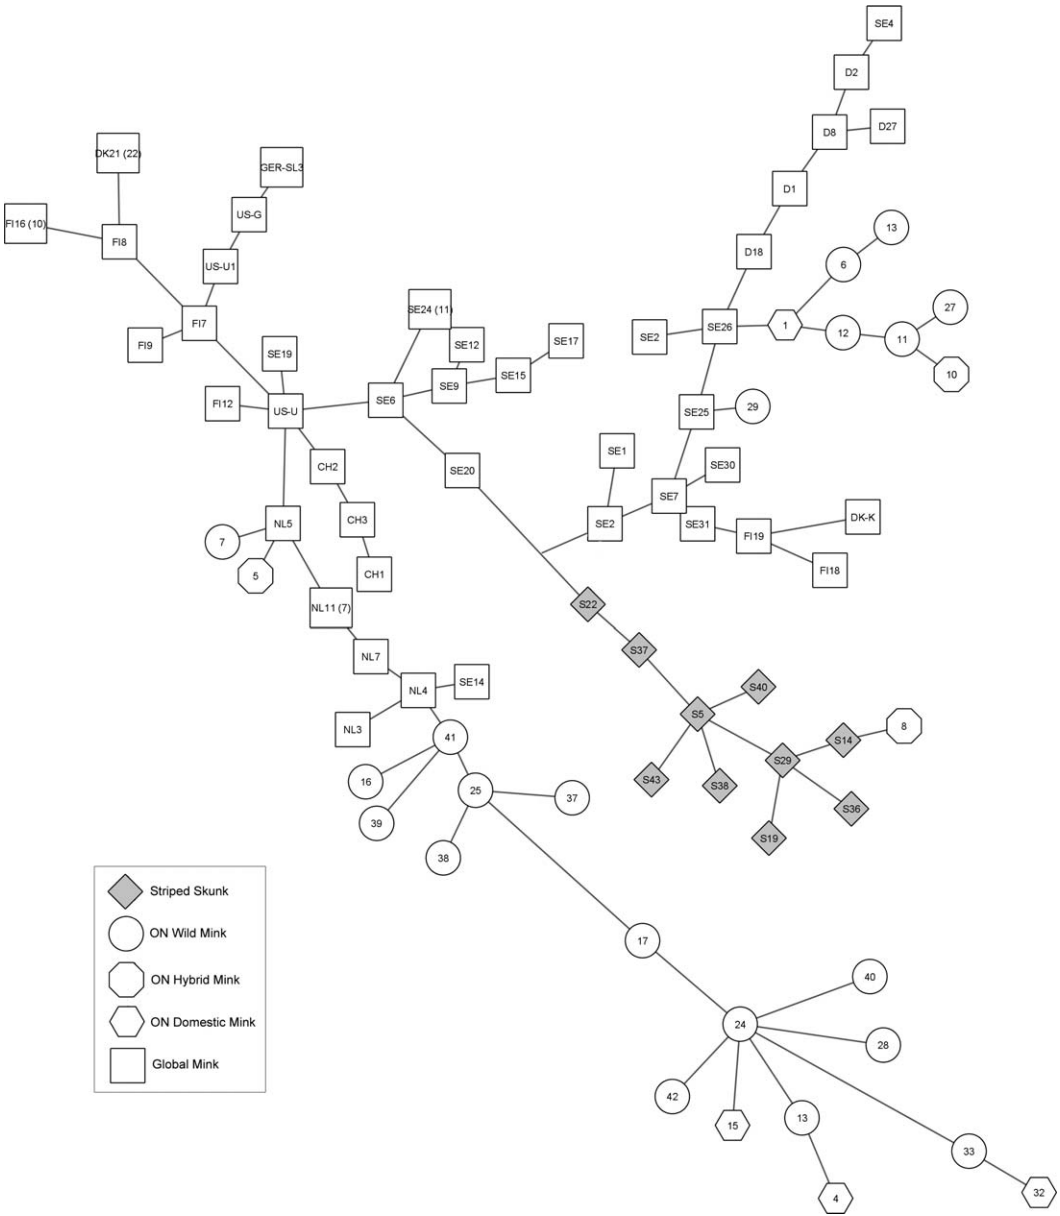 SE4
D2
D8
D27
DK21 (22)
GER-SL3
D1
US-G
FI16 (10)
FI8
13
D18
6
US-U1
SE24 (11)
27
FI7
SE2
SE26
1
12
11
FI9
SE12
SE17
SE19
SE15
10
SE9
FI12
US-U
SE6
SE25
29
SE1
CH2
SE20
SE30
SE7
CH3
NL5
SE2
SE31
DK-K
FI19
7
5
CH1
FI18
NL11 (7)
S22
S37
NL7
SE14
NL4
S40
S5
NL3
41
S14
8
S29
16
25
S43
S38
37
39
S36
S19
38
Striped Skunk
ON Wild Mink
17
ON Hybrid Mink
40
ON Domestic Mink
24
28
Global Mink
42
15
13
33
32
4